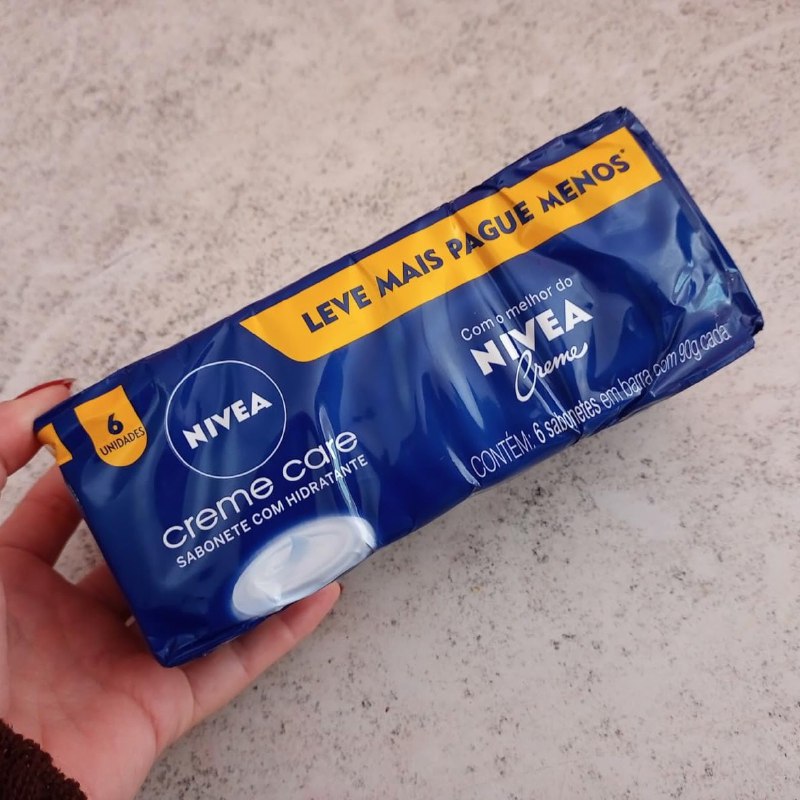 LEVE MAIS PAGUE MENOS*
6
UNIDADES
NIVEA
creme care
SABONETE COM HIDRATANTE
Com o melhor do
NIVEA
Creme
CONTÉM: 6 sabonetes em barra com 90g cada